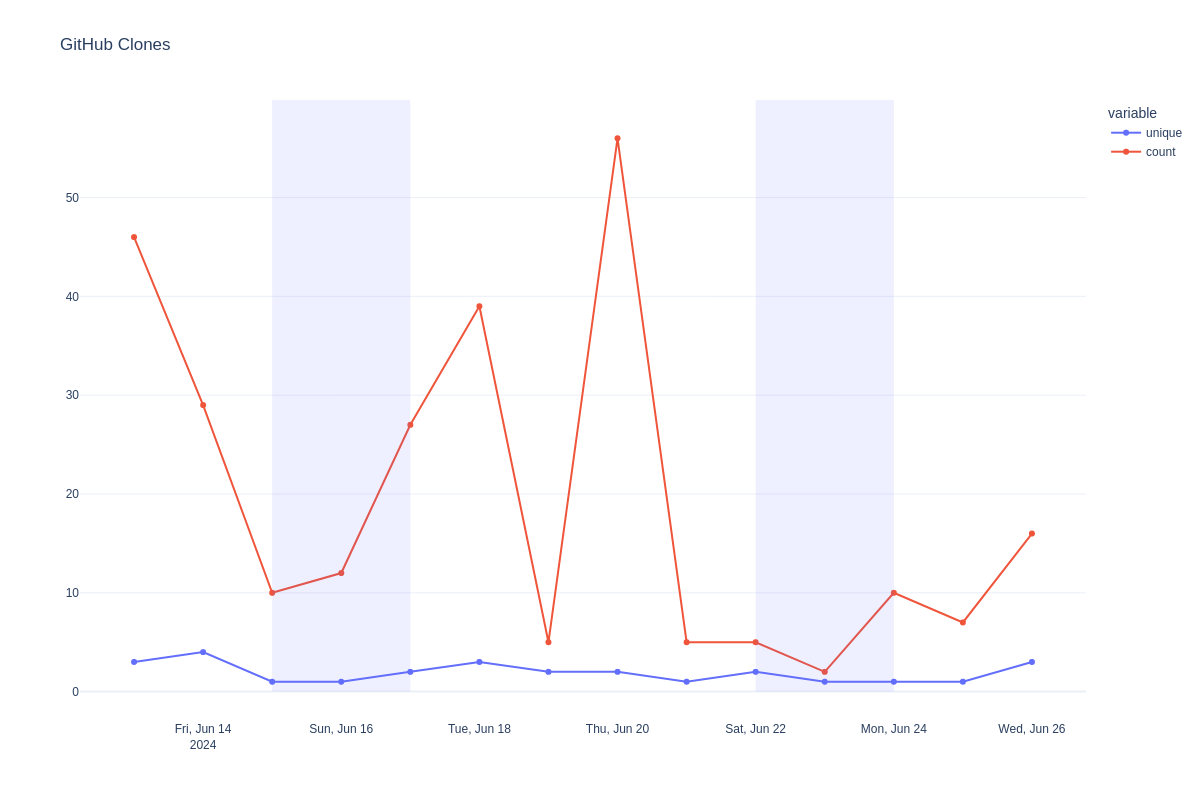 GitHub Clones
variable
unique
count
50
40
30
20
10
0
Fri, Jun 14
2024
Sun, Jun 16
Tue, Jun 18
Thu, Jun 20
Sat, Jun 22
Mon, Jun 24
Wed, Jun 26